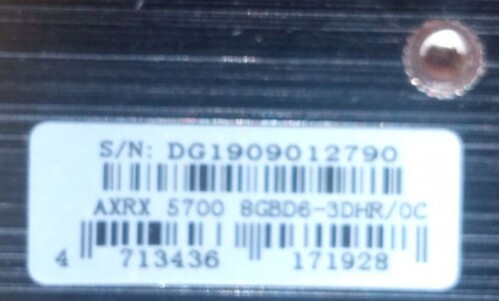 S/N: DG1909012790
AXRX 5700 8GBD6-3DHR/OC
4 713436 171928